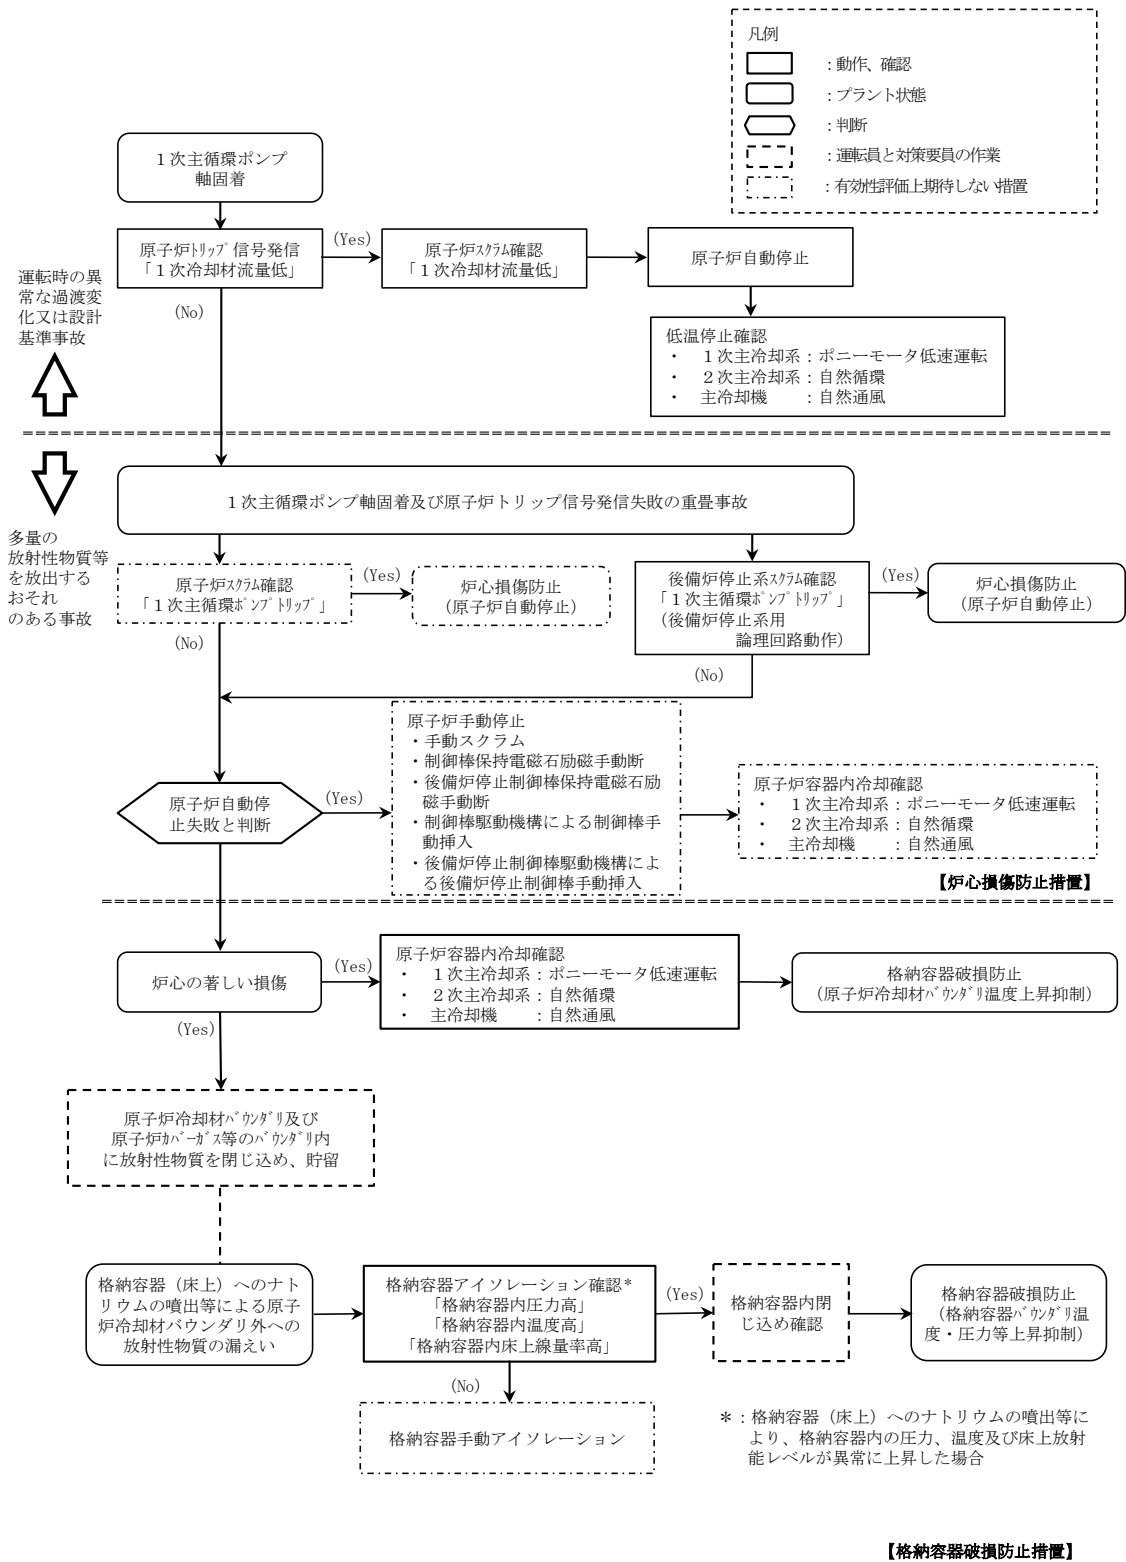 凡例
：動作、確認
：プラント状態
：判断
：運転員と対策要員の作業
：有効性評価上期待しない措置
１次主循環ポンプ
軸固着
原子炉ﾄﾘｯﾌﾟ信号発信
「１次冷却材流量低」
(Yes)
原子炉ｽｸﾗﾑ確認
「１次冷却材流量低」
原子炉自動停止
(No)
運転時の異
常な過渡変
化又は設計
基準事故
低温停止確認
・　１次主冷却系：ポニーモータ低速運転
・　２次主冷却系：自然循環
・　主冷却機　　：自然通風
１次主循環ポンプ軸固着及び原子炉トリップ信号発信失敗の重畳事故
多量の
放射性物質等
を放出する
おそれ
のある事故
原子炉ｽｸﾗﾑ確認
「１次主循環ﾎﾟﾝﾌﾟﾄﾘｯﾌﾟ」
(Yes)
炉心損傷防止
（原子炉自動停止）
後備炉停止系ｽｸﾗﾑ確認
「１次主循環ﾎﾟﾝﾌﾟﾄﾘｯﾌﾟ」
（後備炉停止系用
論理回路動作）
(Yes)
炉心損傷防止
（原子炉自動停止）
(No)
(No)
原子炉手動停止
・手動スクラム
・制御棒保持電磁石励磁手動断
・後備炉停止制御棒保持電磁石励
磁手動断
・制御棒駆動機構による制御棒手
動挿入
・後備炉停止制御棒駆動機構によ
る後備炉停止制御棒手動挿入
原子炉自動停
止失敗と判断
(Yes)
原子炉容器内冷却確認
・　１次主冷却系：ポニーモータ低速運転
・　２次主冷却系：自然循環
・　主冷却機　　：自然通風
【炉心損傷防止措置】
炉心の著しい損傷
(Yes)
原子炉容器内冷却確認
・　１次主冷却系：ポニーモータ低速運転
・　２次主冷却系：自然循環
・　主冷却機　　：自然通風
格納容器破損防止
（原子炉冷却材ﾊﾞｳﾝﾀﾞﾘ温度上昇抑制）
(Yes)
原子炉冷却材ﾊﾞｳﾝﾀﾞﾘ及び
原子炉ｶﾊﾞｰｶﾞｽ等のﾊﾞｳﾝﾀﾞﾘ内
に放射性物質を閉じ込め、貯留
格納容器（床上）へのナト
リウムの噴出等による原子
炉冷却材バウンダリ外への
放射性物質の漏えい
格納容器アイソレーション確認*
「格納容器内圧力高」
「格納容器内温度高」
「格納容器内床上線量率高」
(Yes)
格納容器内閉
じ込め確認
格納容器破損防止
（格納容器ﾊﾞｳﾝﾀﾞﾘ温
度・圧力等上昇抑制）
(No)
格納容器手動アイソレーション
＊：格納容器（床上）へのナトリウムの噴出等に
より、格納容器内の圧力、温度及び床上放射
能レベルが異常に上昇した場合
【格納容器破損防止措置】